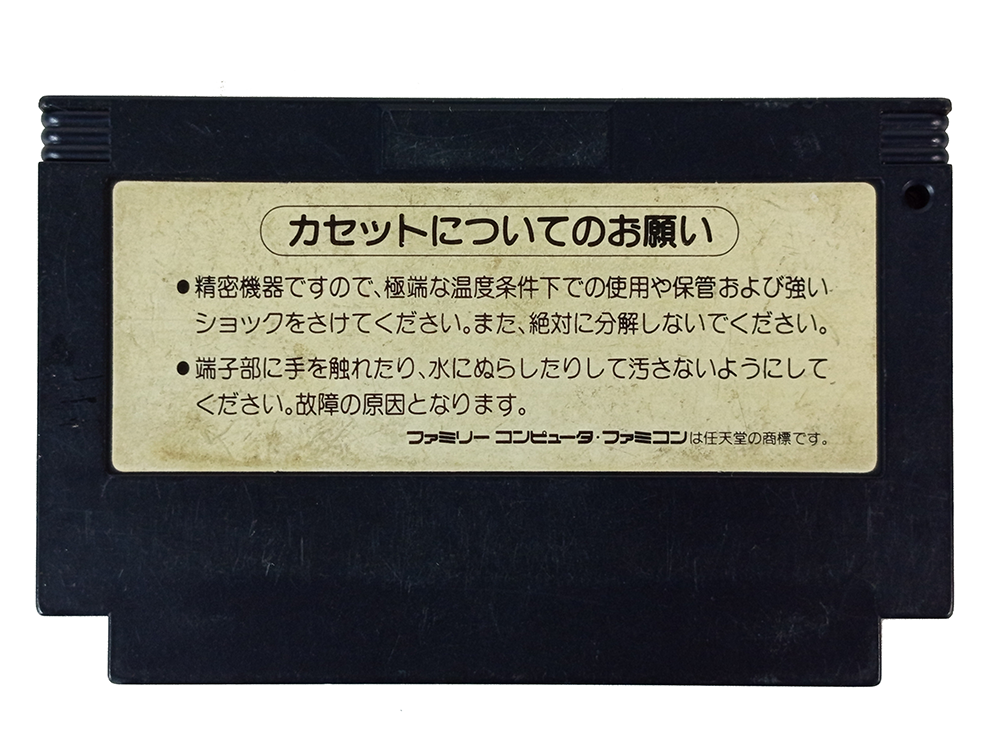 カセットについてのお願い
●精密機器ですので、極端な温度条件下での使用や保管および強い
ショックをさけてください。また、絶対に分解しないでください。
●端子部に手を触れたり、水にぬらしたりして汚さないようにして
ください。故障の原因となります。
ファミリー コンピュータ・ファミコンは任天堂の商標です。